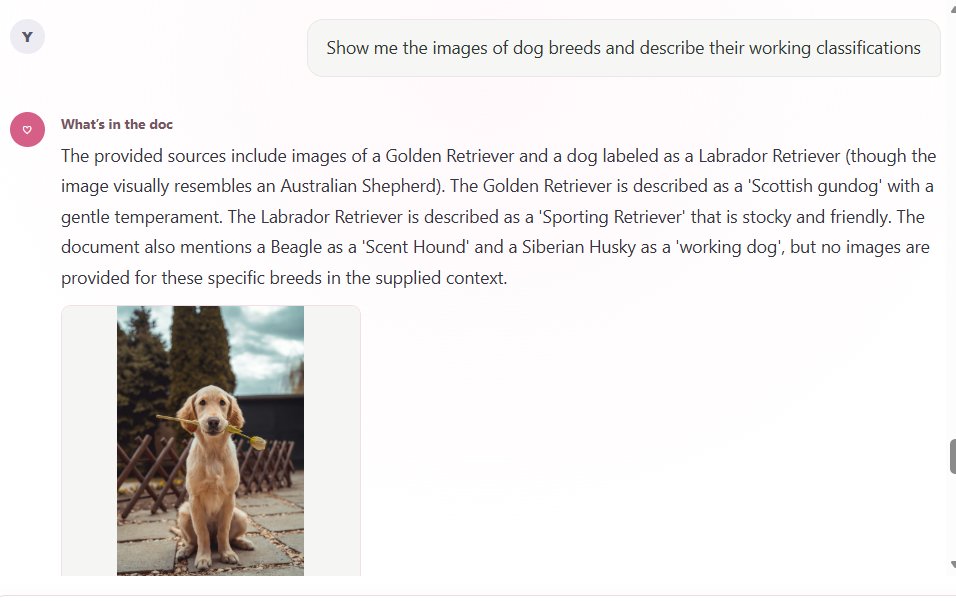 Y
Show me the images of dog breeds and describe their working classifications
What's in the doc
The provided sources include images of a Golden Retriever and a dog labeled as a Labrador Retriever (though the
image visually resembles an Australian Shepherd). The Golden Retriever is described as a 'Scottish gundog' with a
gentle temperament. The Labrador Retriever is described as a 'Sporting Retriever' that is stocky and friendly. The
document also mentions a Beagle as a 'Scent Hound' and a Siberian Husky as a 'working dog', but no images are
provided for these specific breeds in the supplied context.